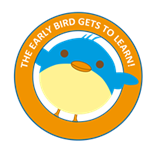 THE EARLY BIRD GETS TO LEARN!